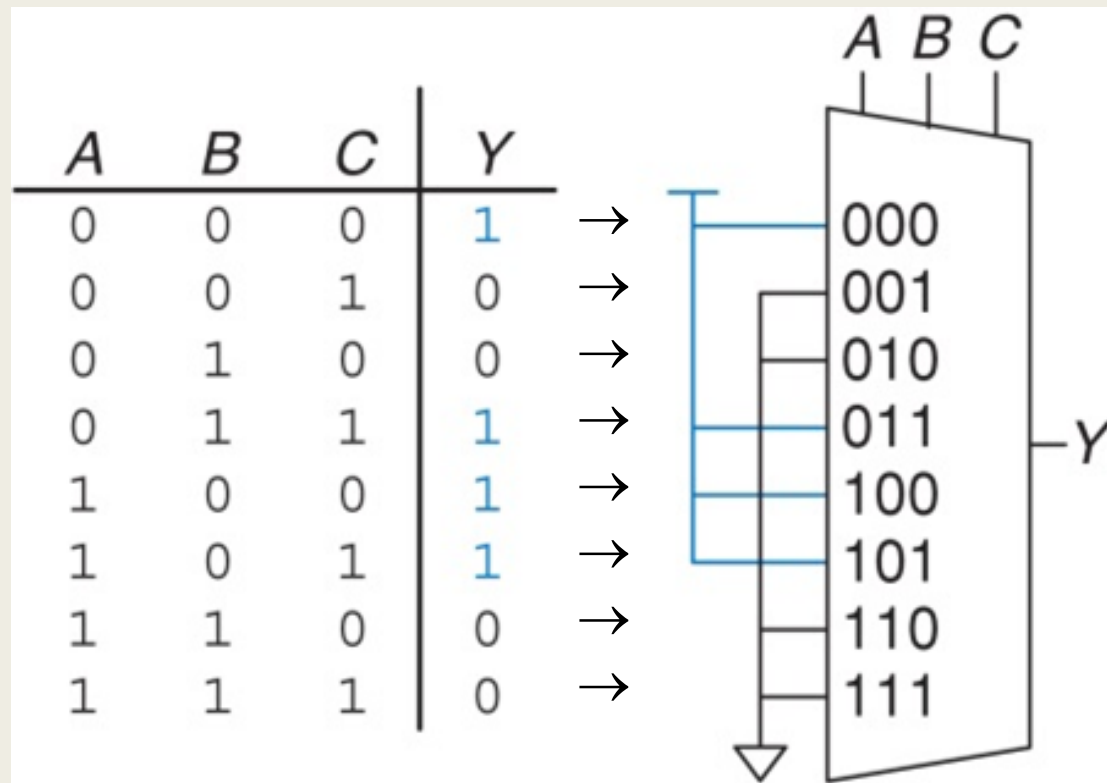 A B C
A B C Y
0 0 0 1 → 000
0 0 1 0 → 001
0 1 0 0 → 010
0 1 1 1 → 011
Y
1 0 0 1 → 100
1 0 1 1 → 101
1 1 0 0 → 110
1 1 1 0 → 111